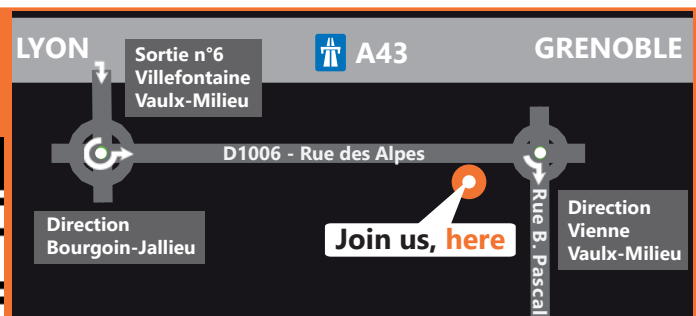 LYON
Sortie n°6
Villefontaine
Vaulx-Milieu
A43
GRENOBLE
D1006 - Rue des Alpes
Direction
Bourgoin-Jallieu
Join us, here
Rue B. Pascal
Direction
Vienne
Vaulx-Milieu